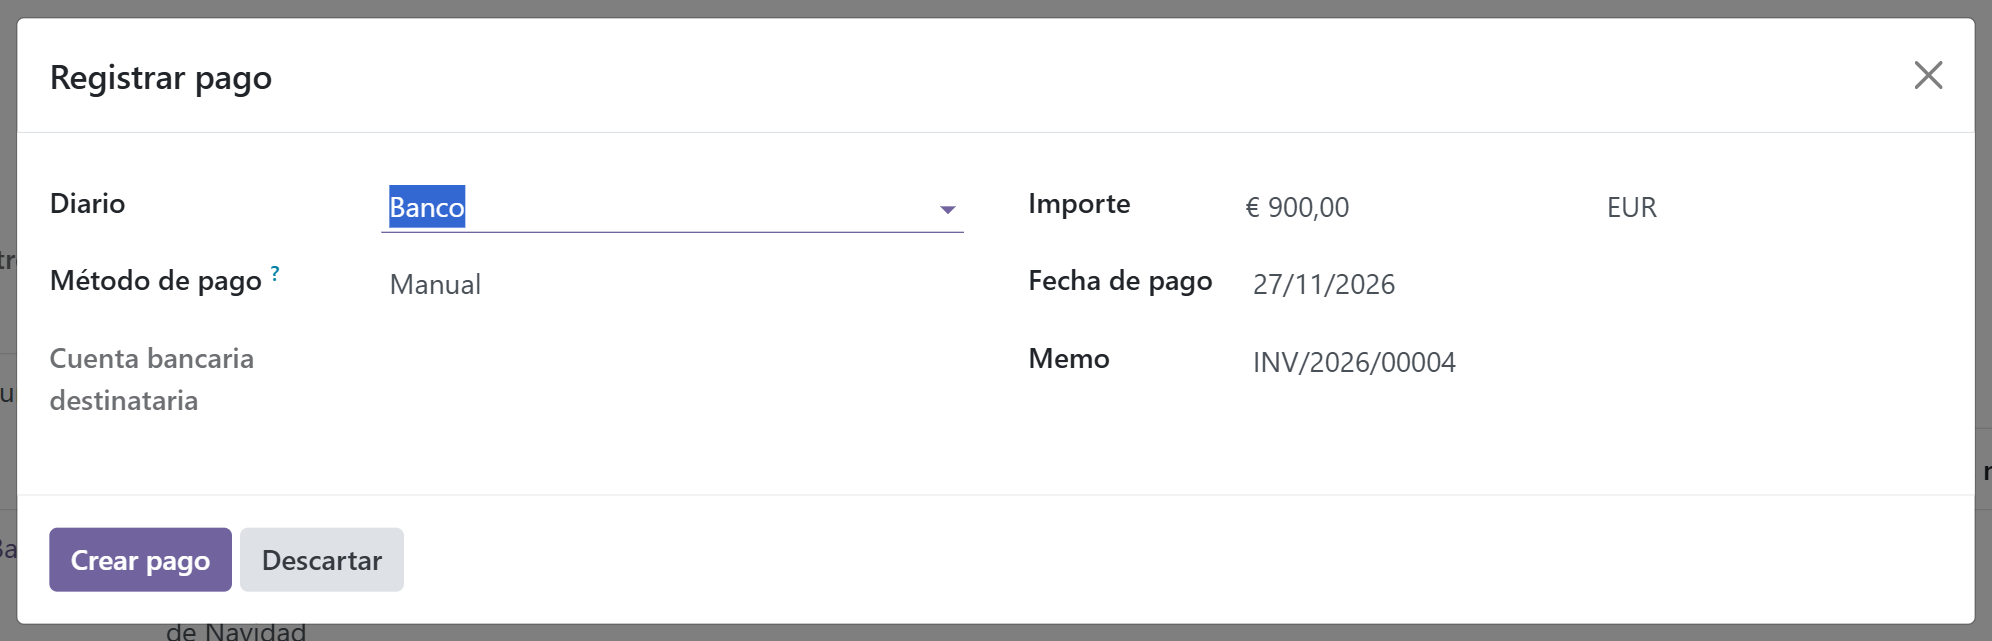 Registrar pago
Diario
Banco
Importe
€ 900,00
EUR
Método de pago ?
Manual
Fecha de pago
27/11/2026
Cuenta bancaria
destinataria
Memo
INV/2026/00004
Crear pago
Descartar
de Navidad